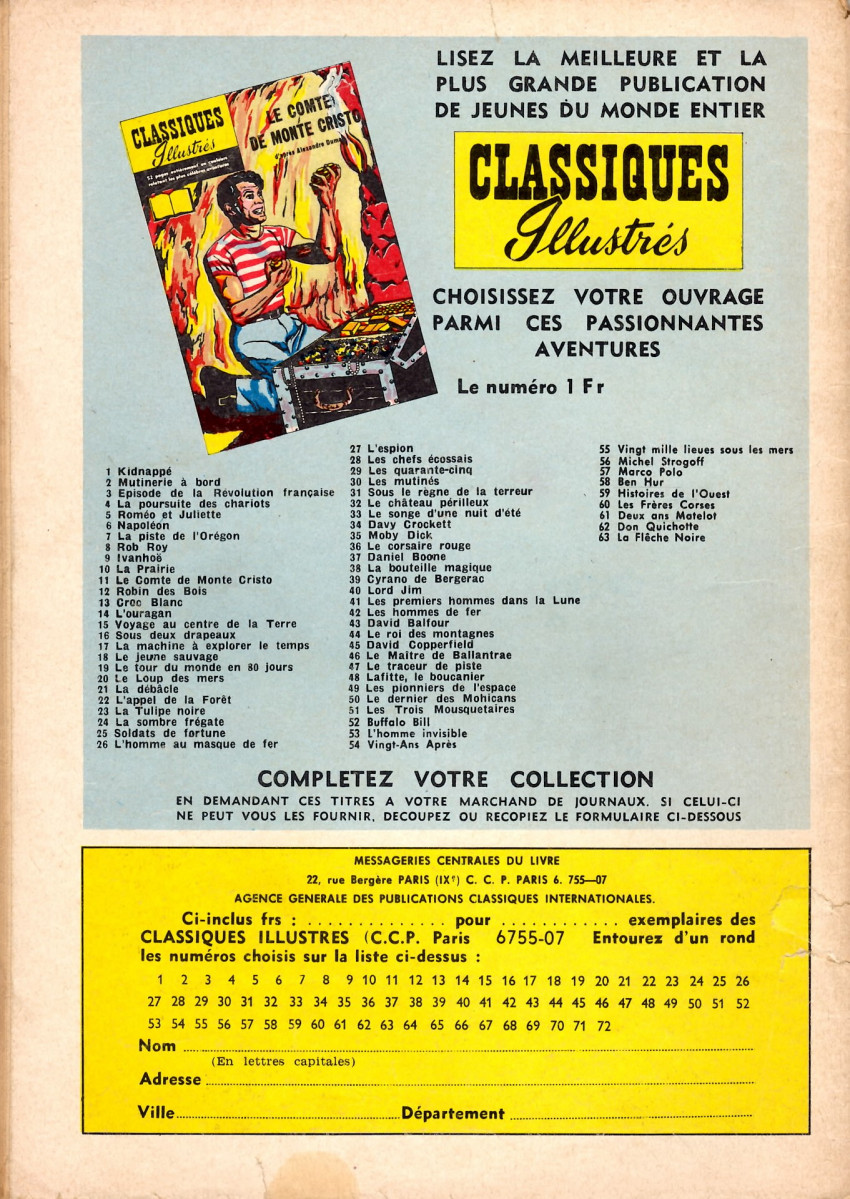 LISEZ LA MEILLEURE ET LA
PLUS GRANDE PUBLICATION
DE JEUNES DU MONDE ENTIER
CLASSIQUES
Illustrés
LE COMTE
DE MONTE CRISTO
d'après Alexandre Dumas
52 pages entièrement en couleurs
relatant les plus célèbres aventures
CLASSIQUES
Illustrés
CHOISISSEZ VOTRE OUVRAGE
PARMI CES PASSIONNANTES
AVENTURES
Le numéro 1 Fr
1 Kidnappé
2 Mutinerie à bord
3 Episode de la Révolution française
4 La poursuite des chariots
5 Roméo et Juliette
6 Napoléon
7 La piste de l'Orégon
8 Rob Roy
9 Ivanhoë
10 La Prairie
11 Le Comte de Monte Cristo
12 Robin des Bois
13 Croc Blanc
14 L'ouragan
15 Voyage au centre de la Terre
16 Sous deux drapeaux
17 La machine à explorer le temps
18 Le jeune sauvage
19 Le tour du monde en 80 jours
20 Le Loup des mers
21 La débâcle
22 L'appel de la Forêt
23 La Tulipe noire
24 La sombre frégate
25 Soldats de fortune
26 L'homme au masque de fer
27 L'espion
28 Les chefs écossais
29 Les quarante-cinq
30 Les mutinés
31 Sous le règne de la terreur
32 Le château périlleux
33 Le songe d'une nuit d'été
34 Davy Crockett
35 Moby Dick
36 Le corsaire rouge
37 Daniel Boone
38 La bouteille magique
39 Cyrano de Bergerac
40 Lord Jim
41 Les premiers hommes dans la Lune
42 Les hommes de fer
43 David Balfour
44 Le roi des montagnes
45 David Copperfield
46 Le Maître de Ballantrae
47 Le traceur de piste
48 Lafitte, le boucanier
49 Les pionniers de l'espace
50 Le dernier des Mohicans
51 Les Trois Mousquetaires
52 Buffalo Bill
53 L'homme invisible
54 Vingt-Ans Après
55 Vingt mille lieues sous les mers
56 Michel Strogoff
57 Marco Polo
58 Ben Hur
59 Histoires de l'Ouest
60 Les Frères Corses
61 Deux ans Matelot
62 Don Quichotte
63 La Flêche Noire
COMPLETEZ VOTRE COLLECTION
EN DEMANDANT CES TITRES A VOTRE MARCHAND DE JOURNAUX. SI CELUI-CI
NE PEUT VOUS LES FOURNIR, DECOUPEZ OU RECOPIEZ LE FORMULAIRE CI-DESSOUS
MESSAGERIES CENTRALES DU LIVRE
22, rue Bergère PARIS (IXᵉ) C. C. P. PARIS 6. 755—07
AGENCE GENERALE DES PUBLICATIONS CLASSIQUES INTERNATIONALES.
Ci-inclus frs : .............. pour ............ exemplaires des
CLASSIQUES ILLUSTRES (C.C.P. Paris 6755-07 Entourez d'un rond
les numéros choisis sur la liste ci-dessus :
1 2 3 4 5 6 7 8 9 10 11 12 13 14 15 16 17 18 19 20 21 22 23 24 25 26
27 28 29 30 31 32 33 34 35 36 37 38 39 40 41 42 43 44 45 46 47 48 49 50 51 52
53 54 55 56 57 58 59 60 61 62 63 64 65 66 67 68 69 70 71 72
Nom
(En lettres capitales)
Adresse
Ville Département